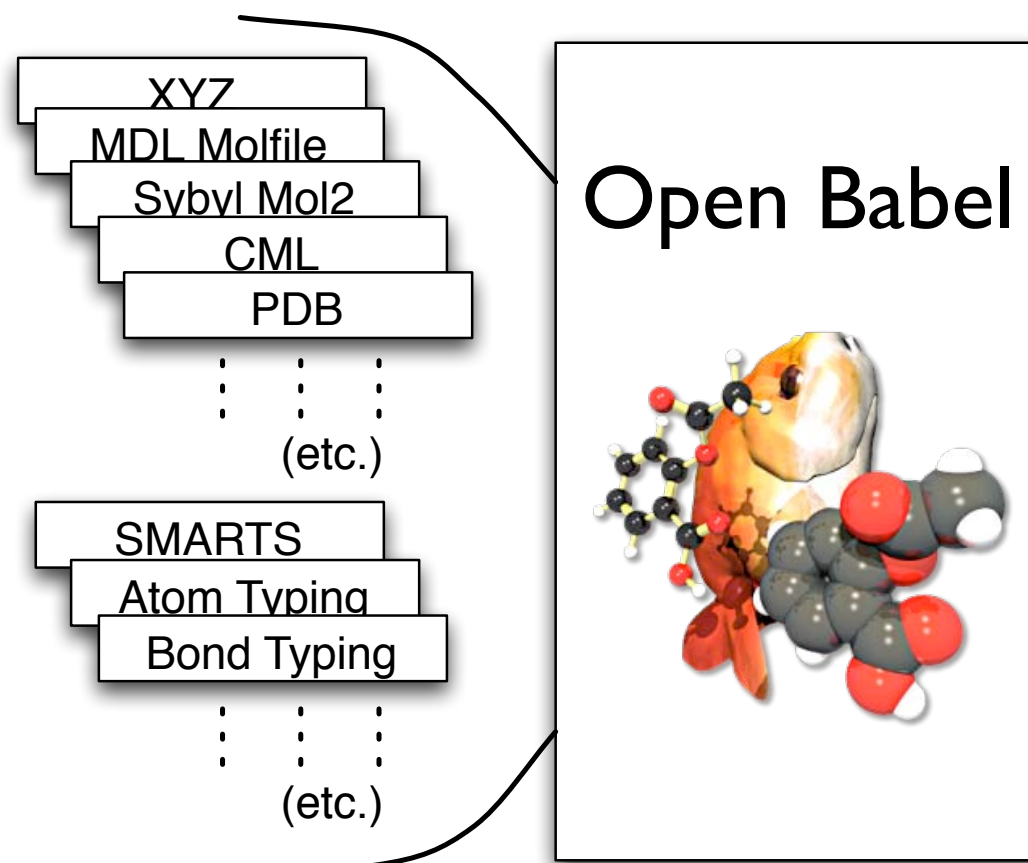 XYZ
MDL Molfile
Sybyl Mol2
CML
PDB
(etc.)
SMARTS
Atom Typing
Bond Typing
(etc.)
Open Babel